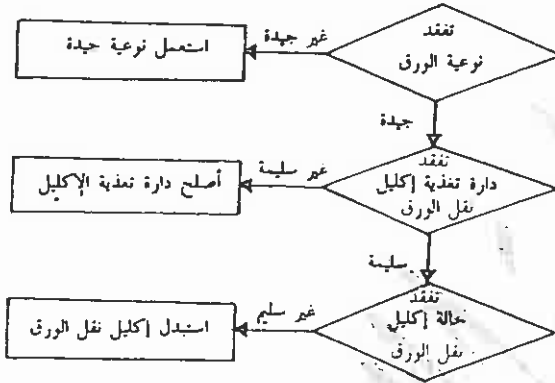 تفقد
نوعية الورق
غير جيدة
استعمل نوعية جيدة
جيدة
تفقد
دارة تغذية إكليل
نقل الورق
غير سليمة
أصلح دارة تغذية الإكليل
سليمة
تفقد
حالة إكليل
نقل الورق
غير سليم
استبدل إكليل نقل الورق